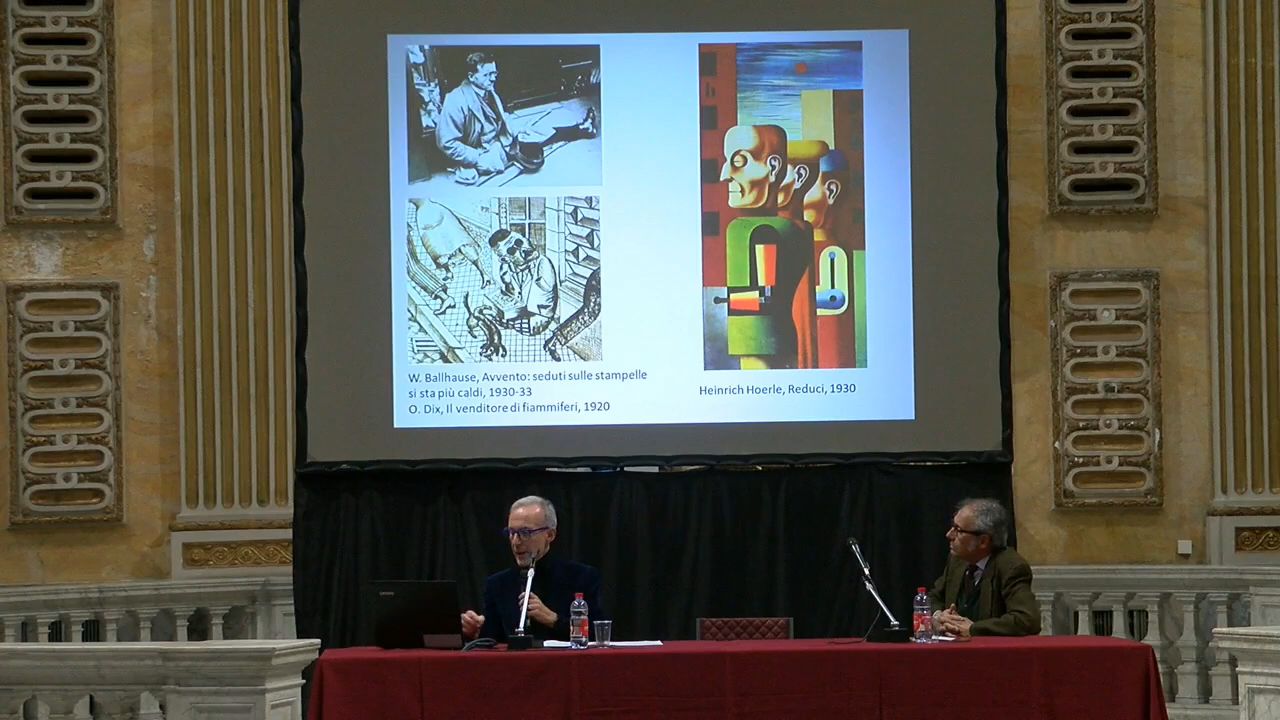 W. Ballhause, Avvento: seduti sulle stampelle
si sta più caldi, 1930-33
O. Dix, Il venditore di fiammiferi, 1920
Heinrich Hoerle, Reduci, 1930
lenovo